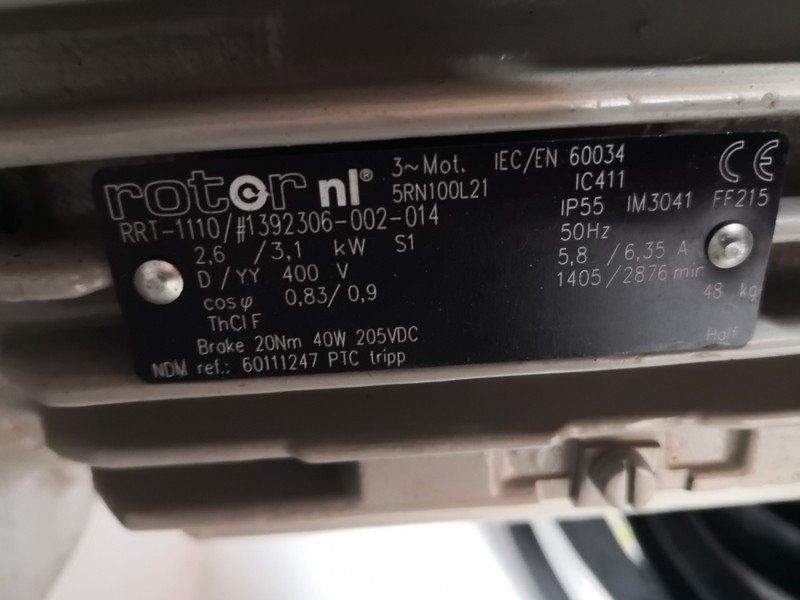 rotor nl® 3~Mot. IEC/EN 60034
5RN100L21 IC411
RRT-1110/#1392306-002-014 IP55 IM3041 FF215
2,6 /3,1 kW S1 50Hz
D/YY 400 V 5,8 /6,35 A
cosφ 0,83/0,9 1405/2876 min
ThCl F 48 kg
Brake 20Nm 40W 205VDC Half
NDM ref.: 60111247 PTC tripp
CE